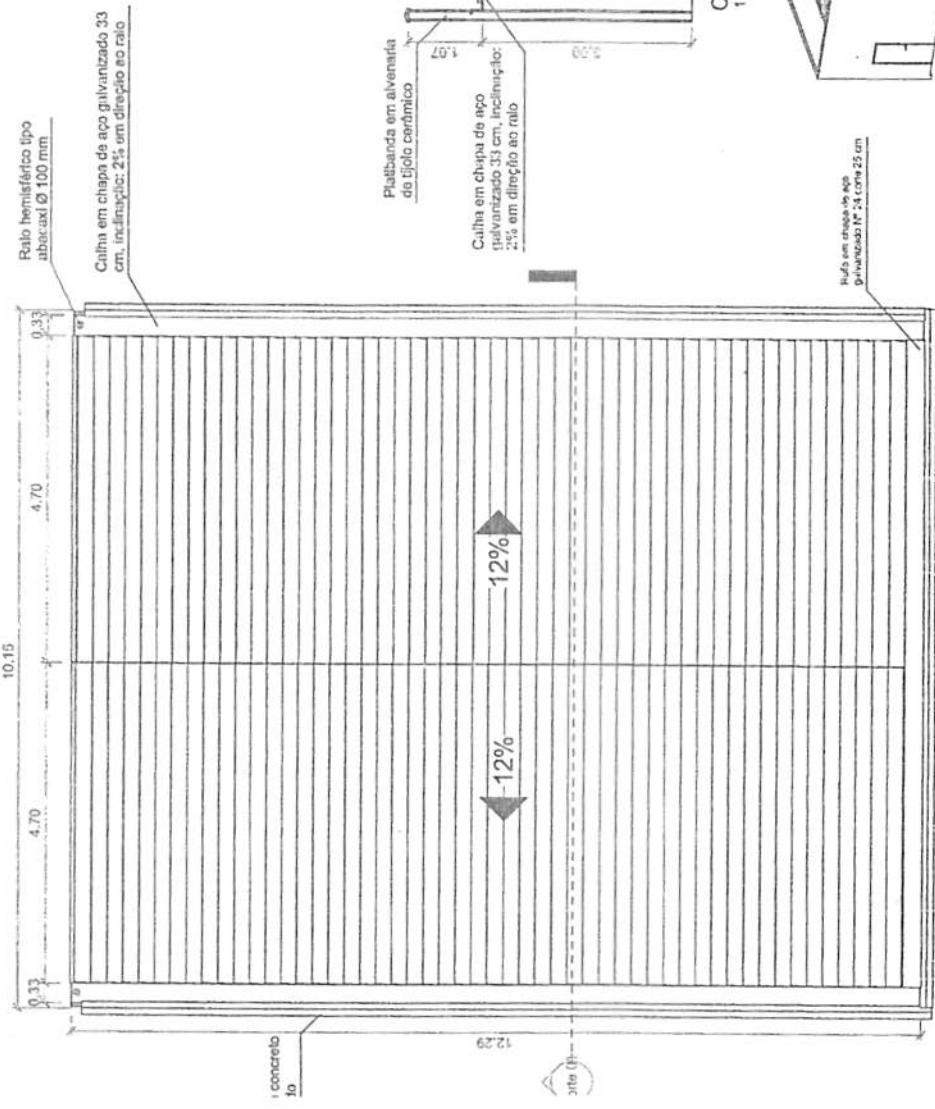 Ralo hemisférico tipo
abacaxi Ø 100 mm
Calha em chapa de aço galvanizado 33
cm, inclinação: 2% em direção ao ralo
10.15
0.33
4.70
4.70
0.33
Platibanda em alvenaria
de tijolo cerâmico
1.07
Calha em chapa de aço
galvanizado 33 cm, inclinação:
2% em direção ao ralo
C
1
12%
12%
Rufo em chapa de aço
galvanizado Nº 24 corte 25 cm
concreto
12.29